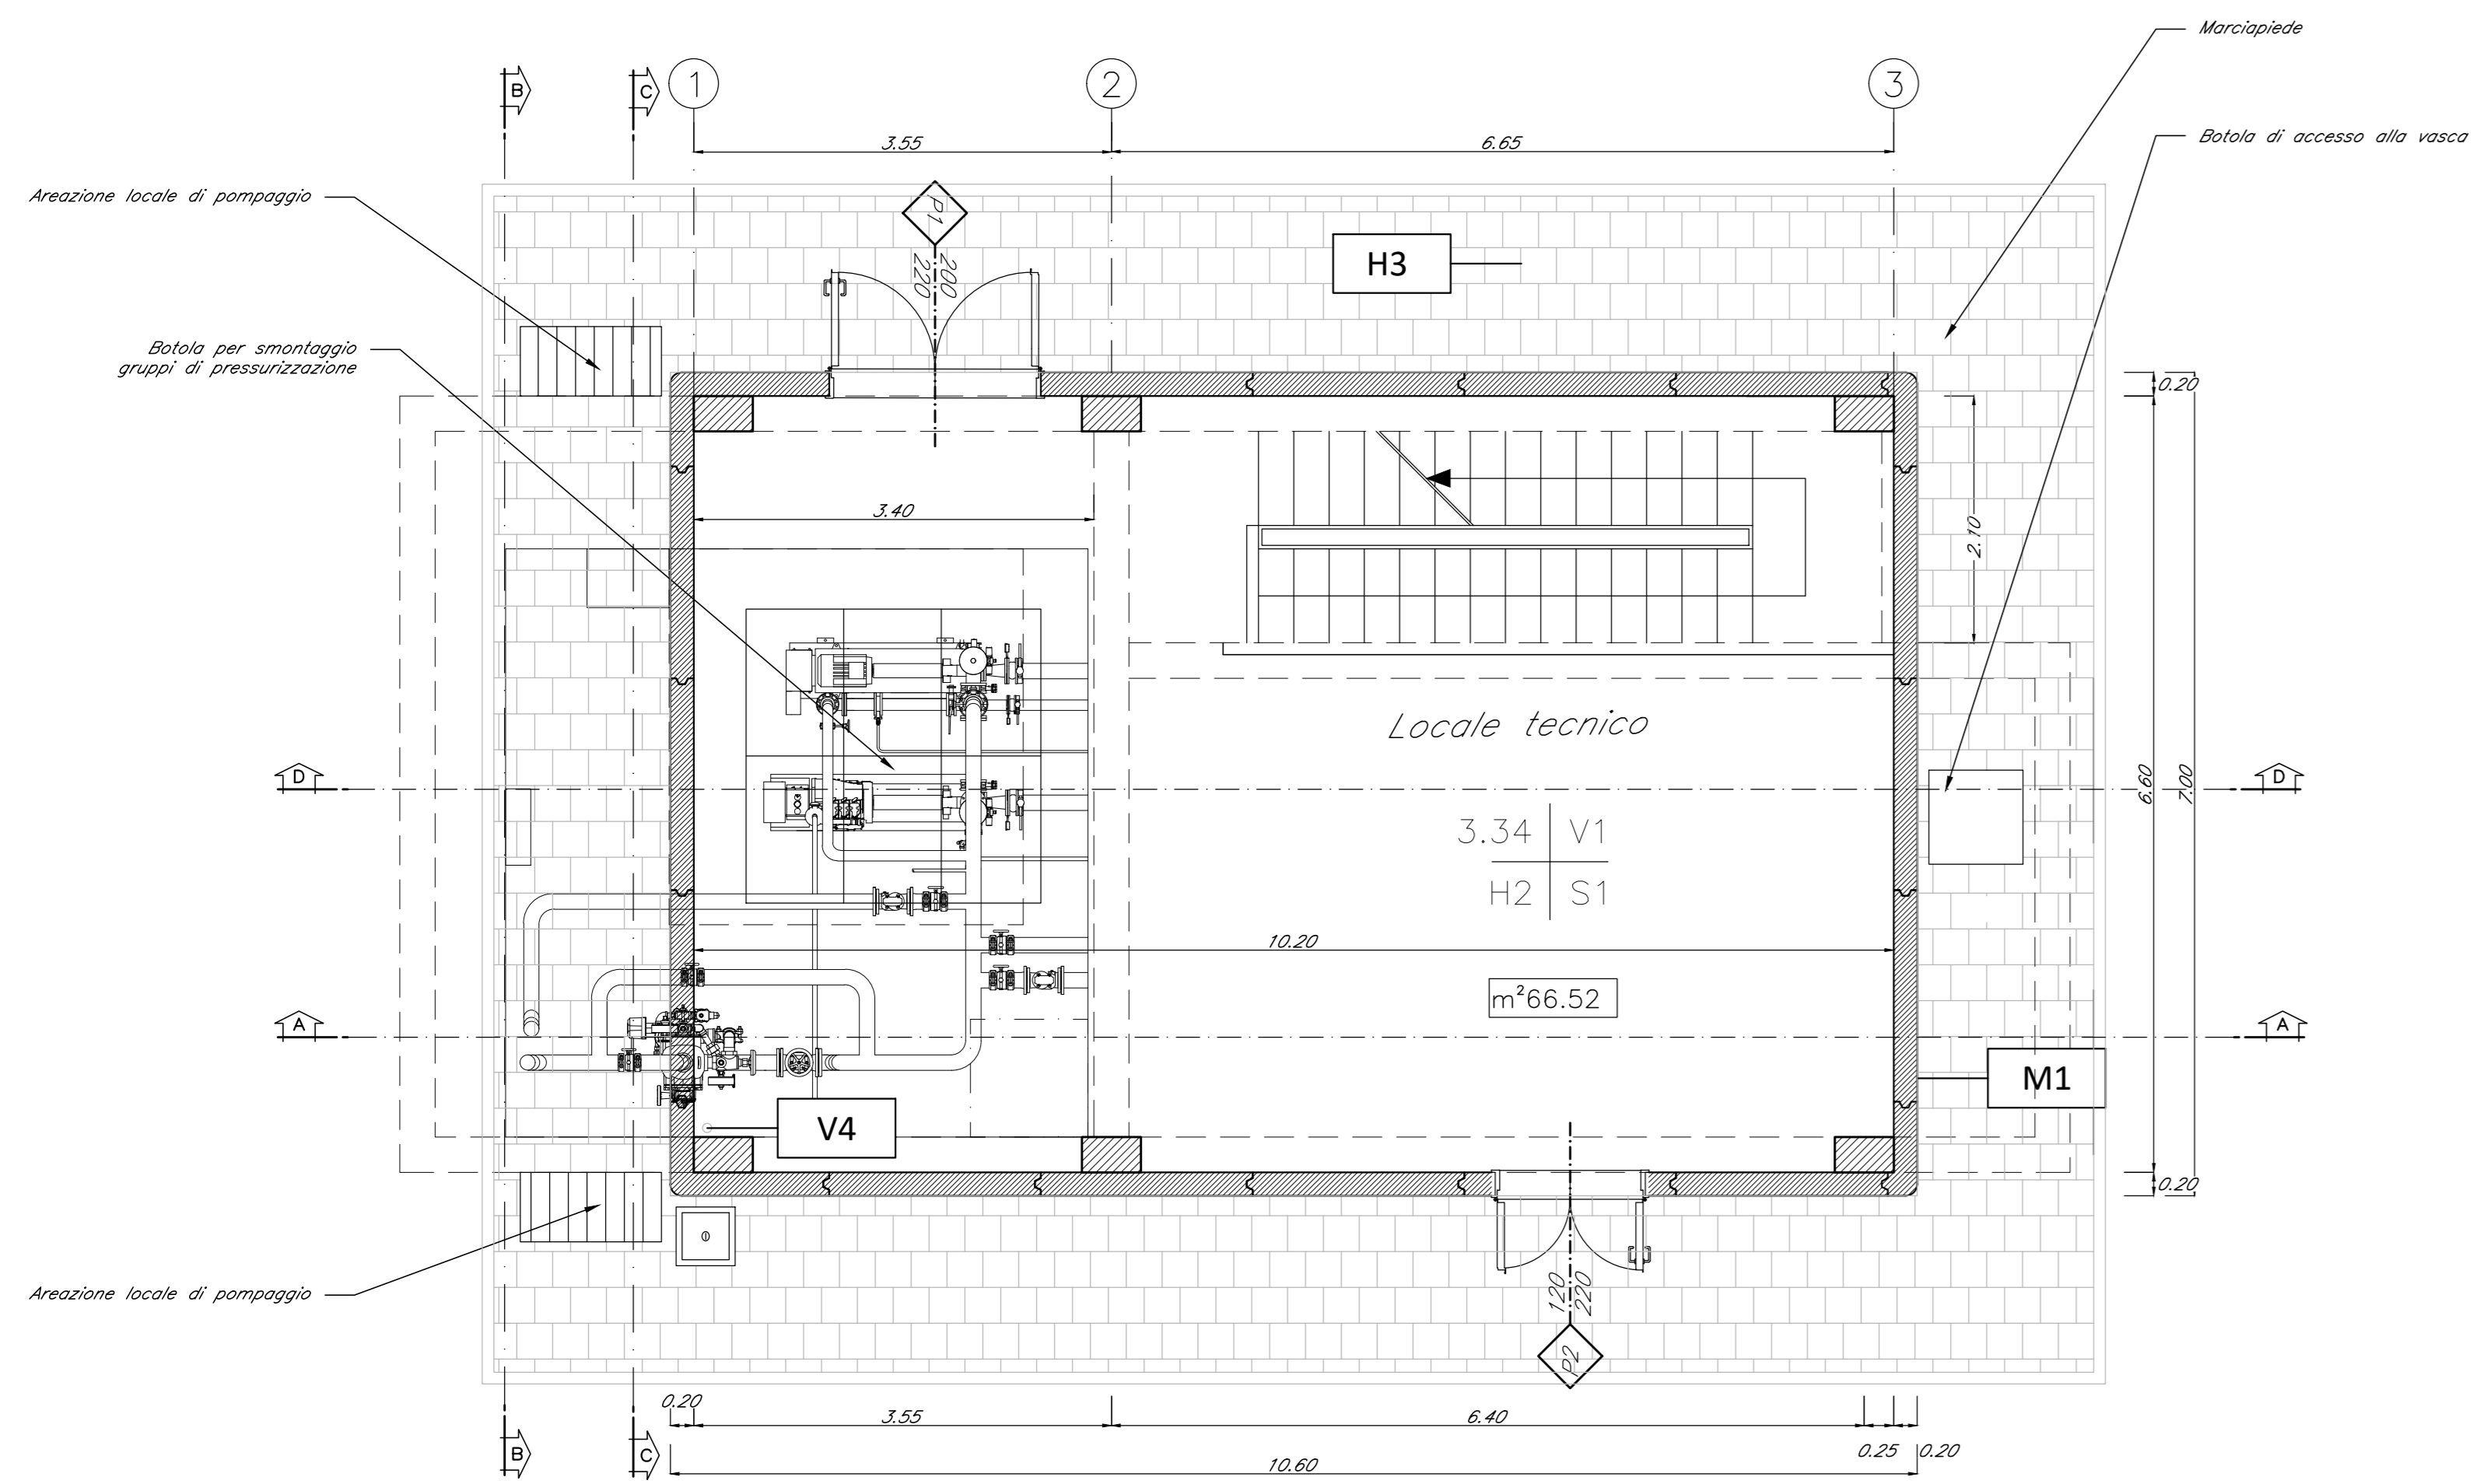 Marciapiede
B
C
1
2
3
3.55
6.65
Botola di accesso alla vasca
Areazione locale di pompaggio
P1
200
220
H3
Botola per smontaggio
gruppi di pressurizzazione
0.20
3.40
2.10
Locale tecnico
D
D
6.60
7.00
3.34 V1
H2 S1
10.20
m²66.52
A
A
M1
V4
0.20
Areazione locale di pompaggio
120
220
P2
0.20
3.55
6.40
0.25
0.20
B
C
10.60